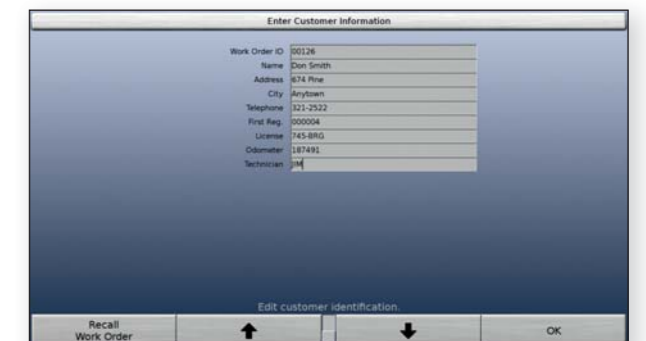 Enter Customer Information
Work Order ID 00126
Name Don Smith
Address 674 Pine
City Anytown
Telephone 321-2522
First Reg. 000004
License 745-BRG
Odometer 187491
Technician JIM
Edit customer identification.
Recall
Work Order
OK